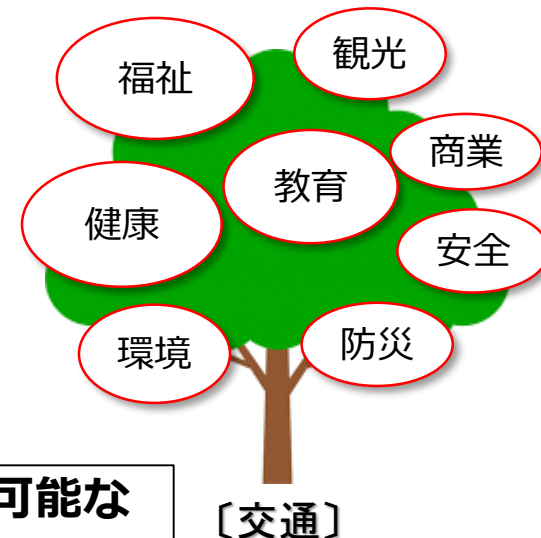 福祉
観光
商業
教育
健康
安全
環境
防災
可能な
〔交通〕